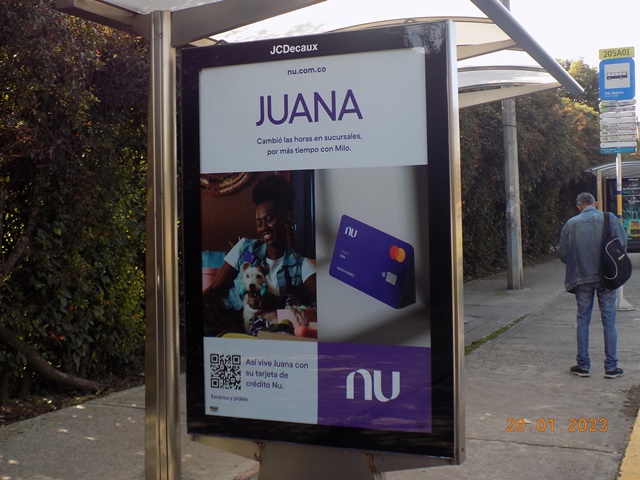 JCDecaux
nu.com.co
JUANA
Cambió las horas en sucursales,
por más tiempo con Milo.
nu
Así vive Juana con
su tarjeta de
crédito Nu.
Escanea y pídela
nu
205A01
20 01 2023